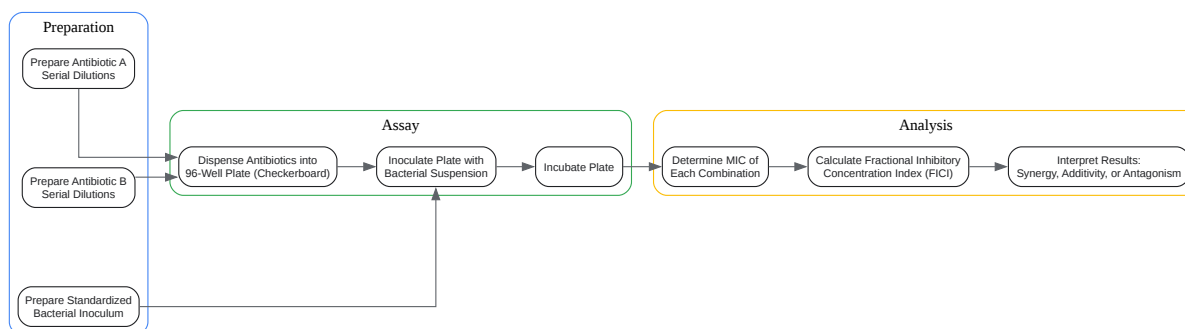 Preparation
Prepare Antibiotic A
Serial Dilutions
Prepare Antibiotic B
Serial Dilutions
Prepare Standardized
Bacterial Inoculum
Assay
Dispense Antibiotics into
96-Well Plate (Checkerboard)
Inoculate Plate with
Bacterial Suspension
Incubate Plate
Analysis
Determine MIC of
Each Combination
Calculate Fractional Inhibitory
Concentration Index (FICI)
Interpret Results:
Synergy, Additivity, or Antagonism